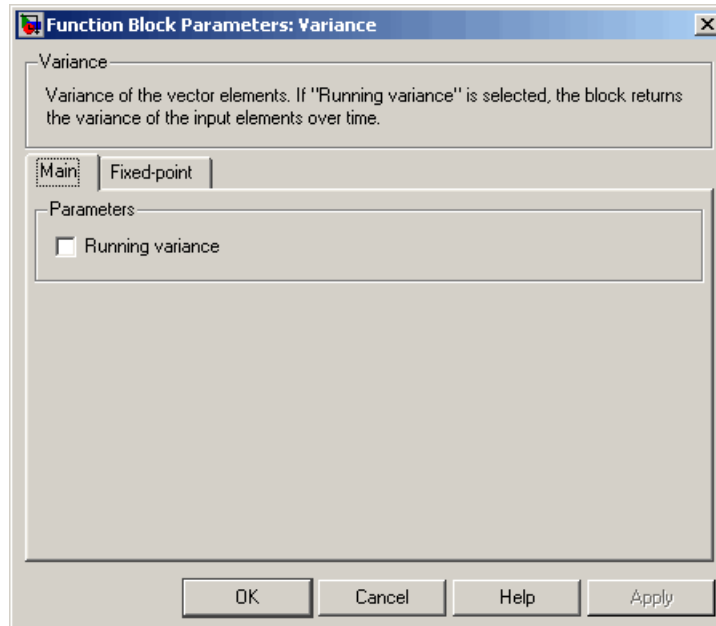 Function Block Parameters: Variance
Variance
Variance of the vector elements. If "Running variance" is selected, the block returns
the variance of the input elements over time.
Main Fixed-point
Parameters
Running variance
OK Cancel Help Apply